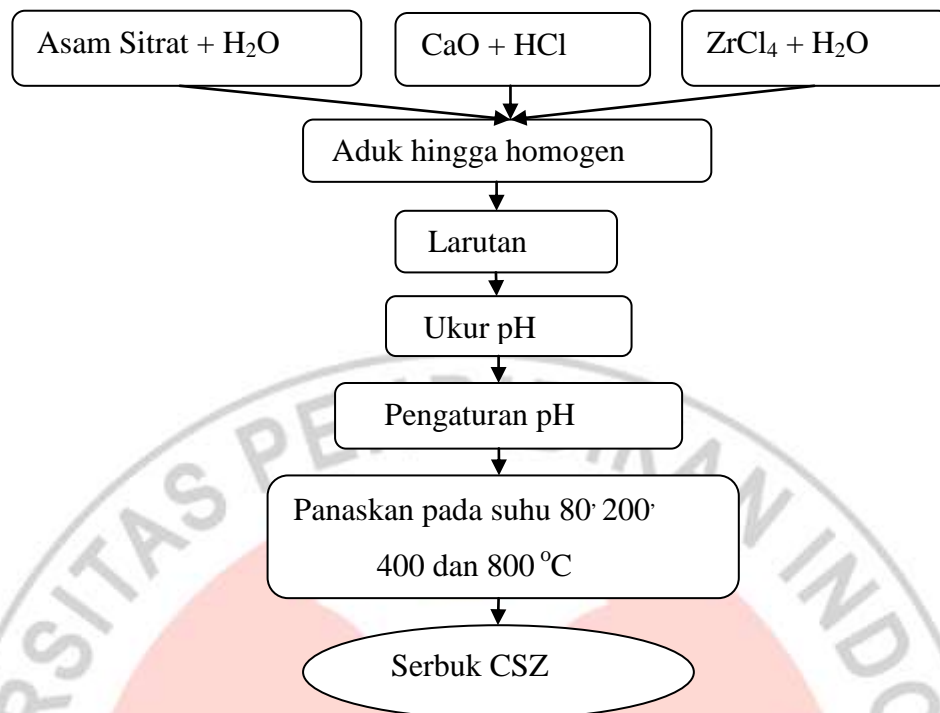 Asam Sitrat + H₂O
CaO + HCl
ZrCl₄ + H₂O
Aduk hingga homogen
Larutan
Ukur pH
Pengaturan pH
Panaskan pada suhu 80, 200,
400 dan 800 °C
Serbuk CSZ